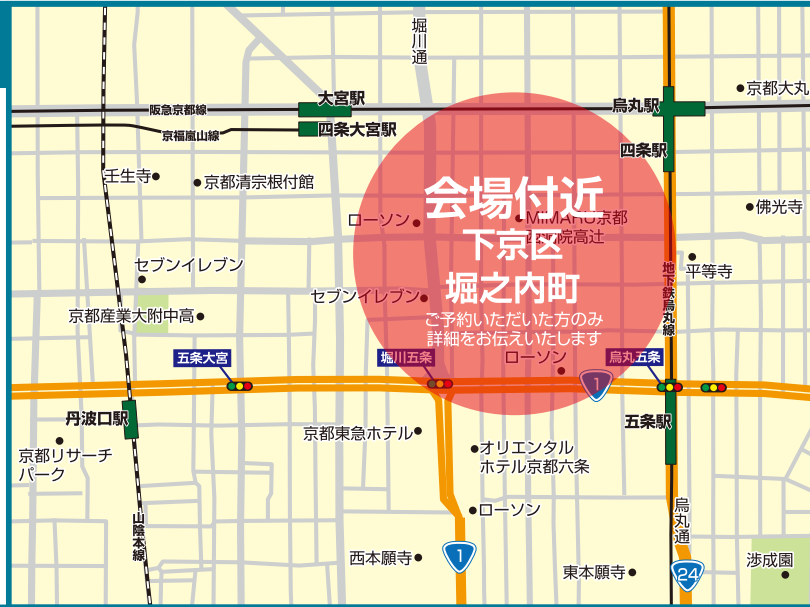 堀川通
大宮駅
京都大丸
阪急京都線
烏丸駅
京福嵐山線
四条大宮駅
四条駅
壬生寺
京都清宗根付館
会場付近
佛光寺
ローソン
MIMARU京都
四条院高辻
下京区
セブンイレブン
平等寺
地下鉄烏丸線
堀之内町
セブンイレブン
京都産業大附中高
ご予約いただいた方のみ
詳細をお伝えいたします
五条大宮
堀川五条
ローソン
烏丸五条
1
丹波口駅
五条駅
京都東急ホテル
京都リサーチ
パーク
オリエンタル
ホテル京都六条
山陰本線
ローソン
烏丸通
西本願寺
1
東本願寺
24
渉成園